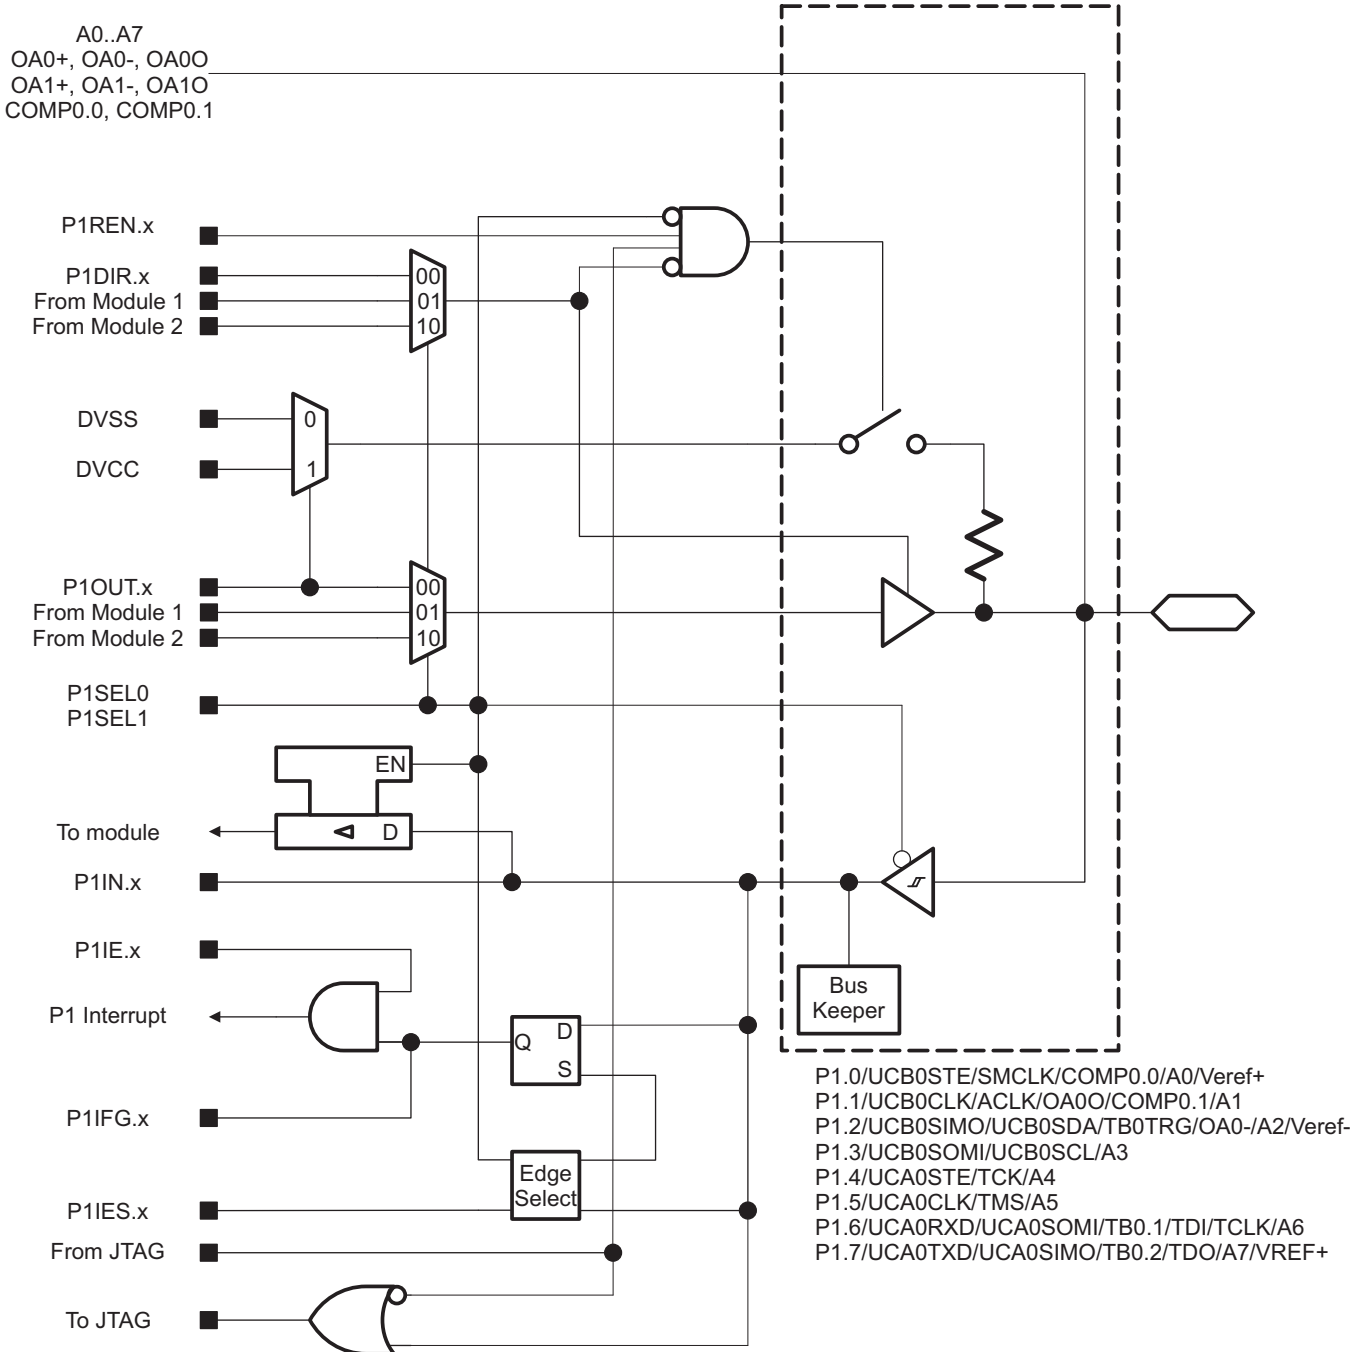 A0..A7
OA0+, OA0-, OA0O
OA1+, OA1-, OA1O
COMP0.0, COMP0.1
P1REN.x
P1DIR.x
From Module 1
From Module 2
00
01
10
DVSS
DVCC
0
1
P1OUT.x
From Module 1
From Module 2
00
01
10
P1SEL0
P1SEL1
EN
To module
D
P1IN.x
P1IE.x
Bus
Keeper
P1 Interrupt
Q
D
S
P1IFG.x
Edge
Select
P1IES.x
From JTAG
To JTAG
P1.0/UCB0STE/SMCLK/COMP0.0/A0/Veref+
P1.1/UCB0CLK/ACLK/OA0O/COMP0.1/A1
P1.2/UCB0SIMO/UCB0SDA/TB0TRG/OA0-/A2/Veref-
P1.3/UCB0SOMI/UCB0SCL/A3
P1.4/UCA0STE/TCK/A4
P1.5/UCA0CLK/TMS/A5
P1.6/UCA0RXD/UCA0SOMI/TB0.1/TDI/TCLK/A6
P1.7/UCA0TXD/UCA0SIMO/TB0.2/TDO/A7/VREF+